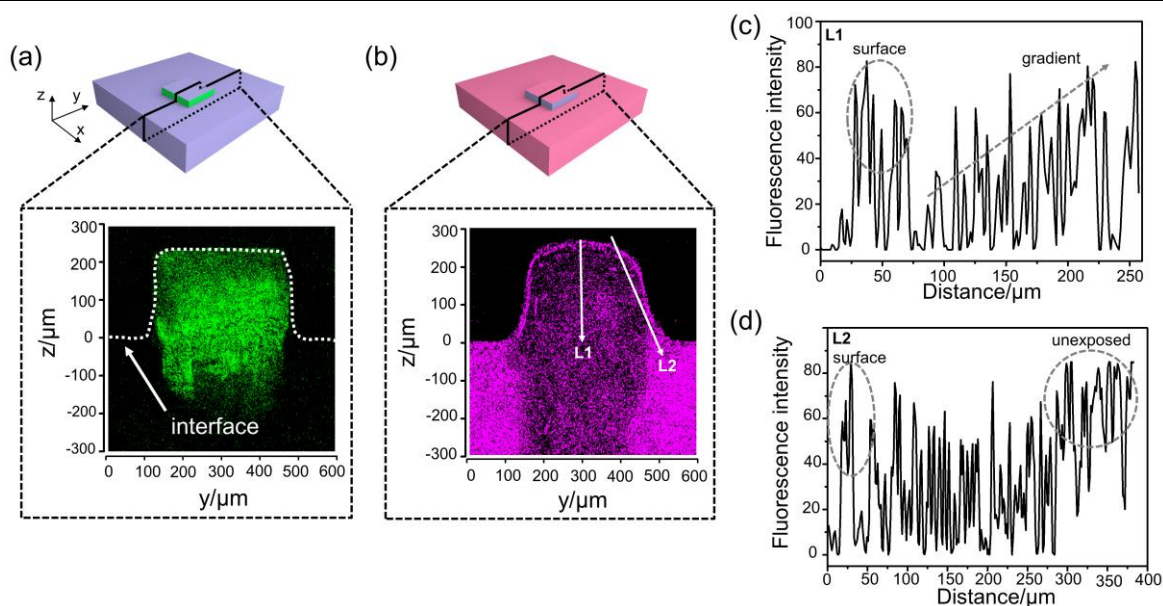 (a)
z
y
x
300
200
100
0
-100
-200
-300
z/µm
interface
0 100 200 300 400 500 600
y/µm
(b)
300
200
100
0
-100
-200
-300
z/µm
L1
L2
0 100 200 300 400 500 600
y/µm
(c)
L1
surface
gradient
100
80
60
40
20
0
Fluorescence intensity
0 50 100 150 200 250
Distance/µm
(d)
L2
surface
unexposed
80
60
40
20
0
Fluorescence intensity
0 50 100 150 200 250 300 350 400
Distance/µm